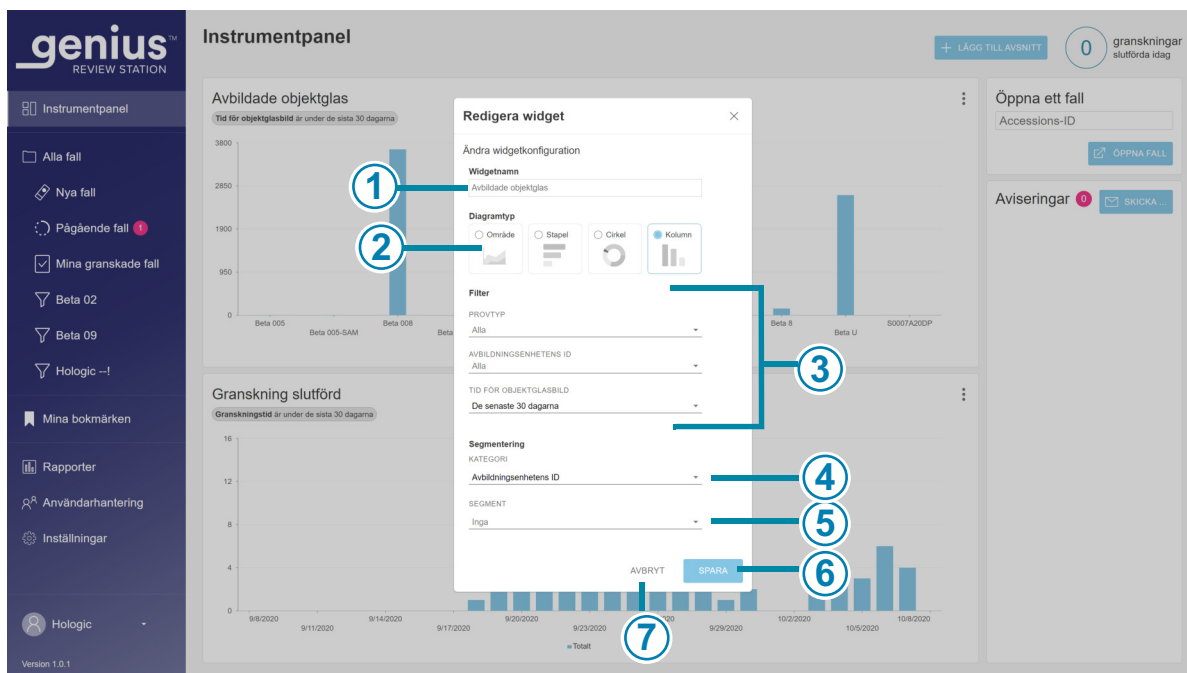 genius™
REVIEW STATION
Instrumentpanel
Alla fall
Nya fall
Pågående fall 1
Mina granskade fall
Beta 02
Beta 09
Hologic --!
Mina bokmärken
Rapporter
Användarhantering
Inställningar
Hologic
Version 1.0.1
Instrumentpanel
+ LÄGG TILL AVSNITT
0
granskningar
slutförda idag
Avbildade objektglas
Tid för objektglasbild är under de sista 30 dagarna
3800
2850
1900
950
0
Beta 005
Beta 005-SAM
Beta 008
Beta
Beta 8
Beta U
S0007A20DP
Granskning slutförd
Granskningstid är under de sista 30 dagarna
16
12
8
4
0
9/8/2020
9/11/2020
9/14/2020
9/17/2020
9/20/2020
9/23/2020
20
9/29/2020
10/2/2020
10/5/2020
10/8/2020
Totalt
Öppna ett fall
Accessions-ID
ÖPPNA FALL
Aviseringar 0
SKICKA ...
Redigera widget
Ändra widgetkonfiguration
Widgetnamn
Avbildade objektglas
1
Diagramtyp
Område Stapel Cirkel Kolumn
2
Filter
PROVTYP
Alla
AVBILDNINGSENHETENS ID
Alla
3
TID FÖR OBJEKTGLASBILD
De senaste 30 dagarna
Segmentering
KATEGORI
Avbildningsenhetens ID
4
SEGMENT
Inga
5
AVBRYT SPARA
6
7